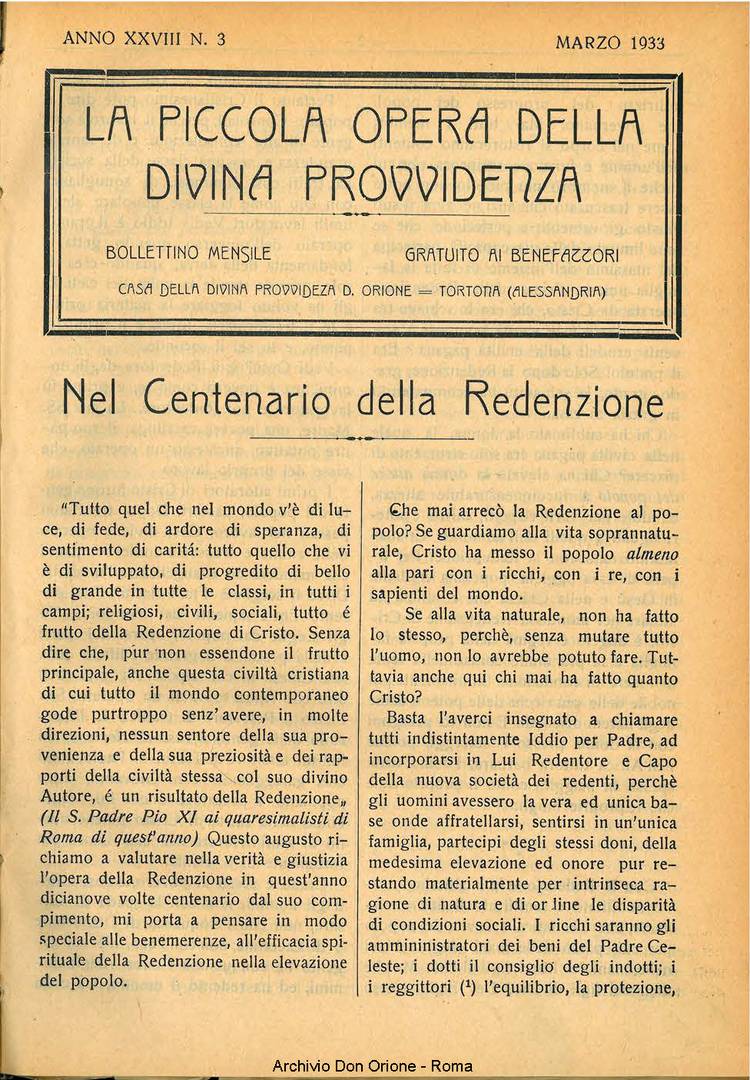 ANNO XXVIII N. 3
MARZO 1933
LA PICCOLA OPERA DELLA
DIVINA PROVVIDENZA
BOLLETTINO MENSILE
GRATUITO AI BENEFAZZORI
CASA DELLA DIVINA PROVVIDEZA D. ORIONE = TORTONA (ALESSANDRIA)
Nel Centenario della Redenzione
"Tutto quel che nel mondo v'è di lu-
ce, di fede, di ardore di speranza, di
sentimento di caritá: tutto quello che vi
è di sviluppato, di progredito di bello
di grande in tutte le classi, in tutti i
campi; religiosi, civili, sociali, tutto é
frutto della Redenzione di Cristo. Senza
dire che, pur non essendone il frutto
principale, anche questa civiltà cristiana
di cui tutto il mondo contemporaneo
gode purtroppo senz' avere, in molte
direzioni, nessun sentore della sua pro-
venienza e della sua preziosità e dei rap-
porti della civiltà stessa col suo divino
Autore, é un risultato della Redenzione„
(Il S. Padre Pio XI ai quaresimalisti di
Roma di quest'anno) Questo augusto ri-
chiamo a valutare nella verità e giustizia
l'opera della Redenzione in quest'anno
dicianove volte centenario dal suo com-
pimento, mi porta a pensare in modo
speciale alle benemerenze, all'efficacia spi-
rituale della Redenzione nella elevazione
del popolo.
Che mai arrecò la Redenzione al po-
polo? Se guardiamo alla vita soprannatu-
rale, Cristo ha messo il popolo almeno
alla pari con i ricchi, con i re, con i
sapienti del mondo.
Se alla vita naturale, non ha fatto
lo stesso, perchè, senza mutare tutto
l'uomo, non lo avrebbe potuto fare. Tut-
tavia anche qui chi mai ha fatto quanto
Cristo?
Basta l'averci insegnato a chiamare
tutti indistintamente Iddio per Padre, ad
incorporarsi in Lui Redentore e Capo
della nuova società dei redenti, perchè
gli uomini avessero la vera ed unica ba-
se onde affratellarsi, sentirsi in un'unica
famiglia, partecipi degli stessi doni, della
medesima elevazione ed onore pur re-
stando materialmente per intrinseca ra-
gione di natura e di ordine le disparità
di condizioni sociali. I ricchi saranno gli
ammininistratori dei beni del Padre Ce-
leste; i dotti il consiglio degli indotti; i
i reggittori (¹) l'equilibrio, la protezione,
Archivio Don Orione - Roma